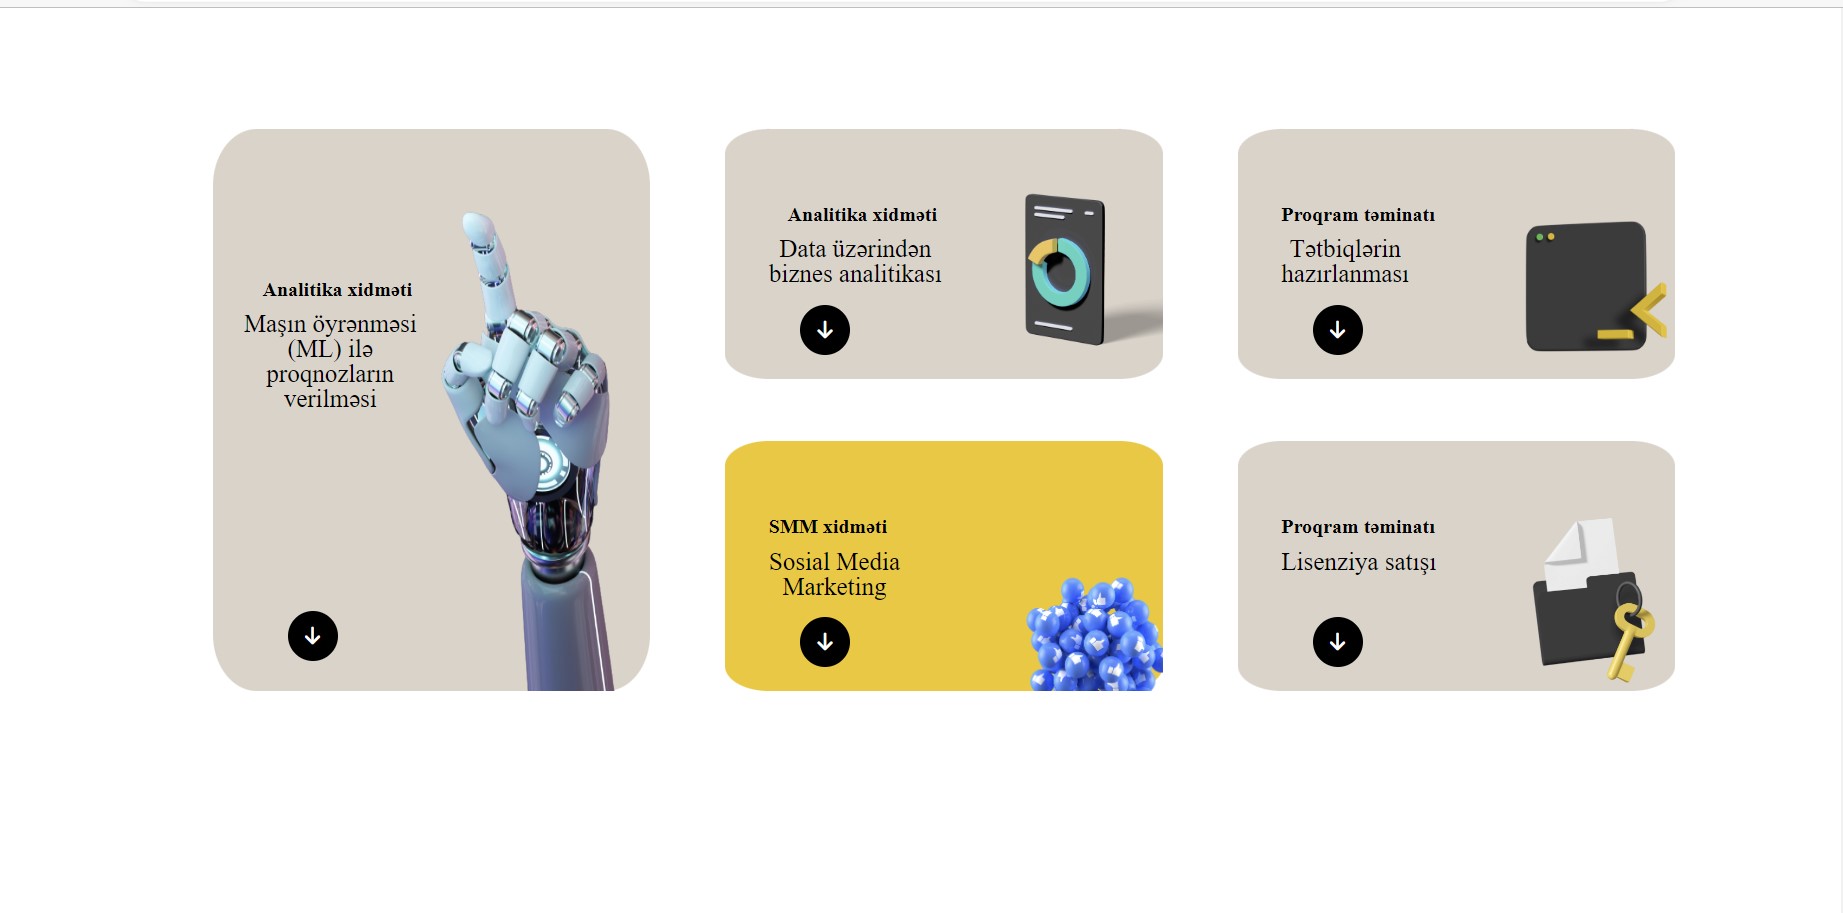 Analitika xidməti
Maşın öyrənməsi
(ML) ilə
proqnozların
verilməsi
Analitika xidməti
Data üzərindən
biznes analitikası
Proqram təminatı
Tətbiqlərin
hazırlanması
SMM xidməti
Sosial Media
Marketing
Proqram təminatı
Lisenziya satışı